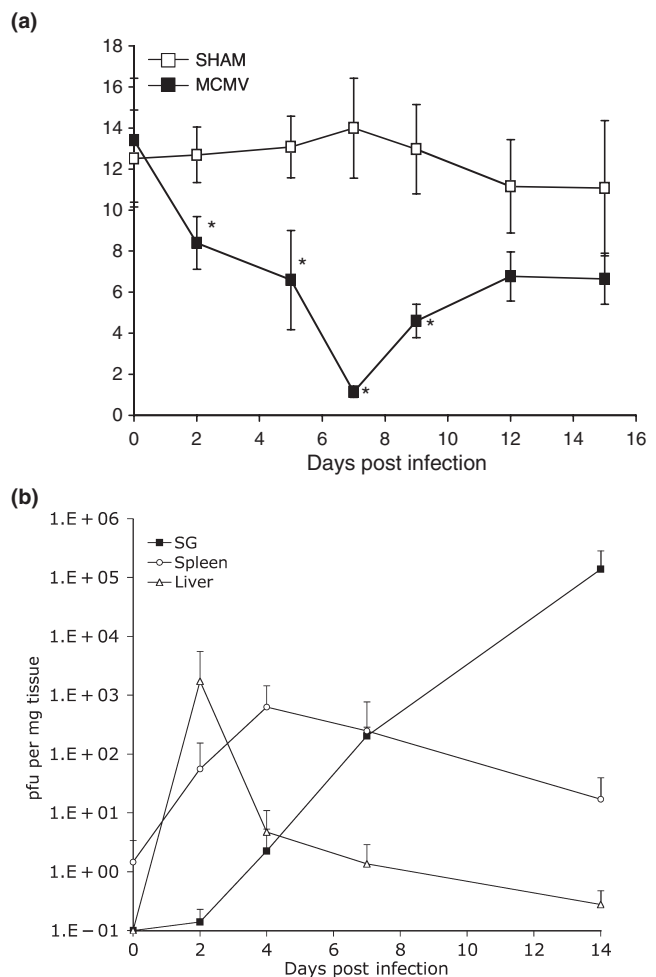 (a)
18
16
14
12
10
8
6
4
2
0
SHAM
MCMV
*
*
*
*
0 2 4 6 8 10 12 14 16
Days post infection
(b)
1.E + 06
1.E + 05
1.E + 04
1.E + 03
1.E + 02
1.E + 01
1.E + 00
1.E − 01
pfu per mg tissue
SG
Spleen
Liver
0 2 4 6 8 10 12 14
Days post infection